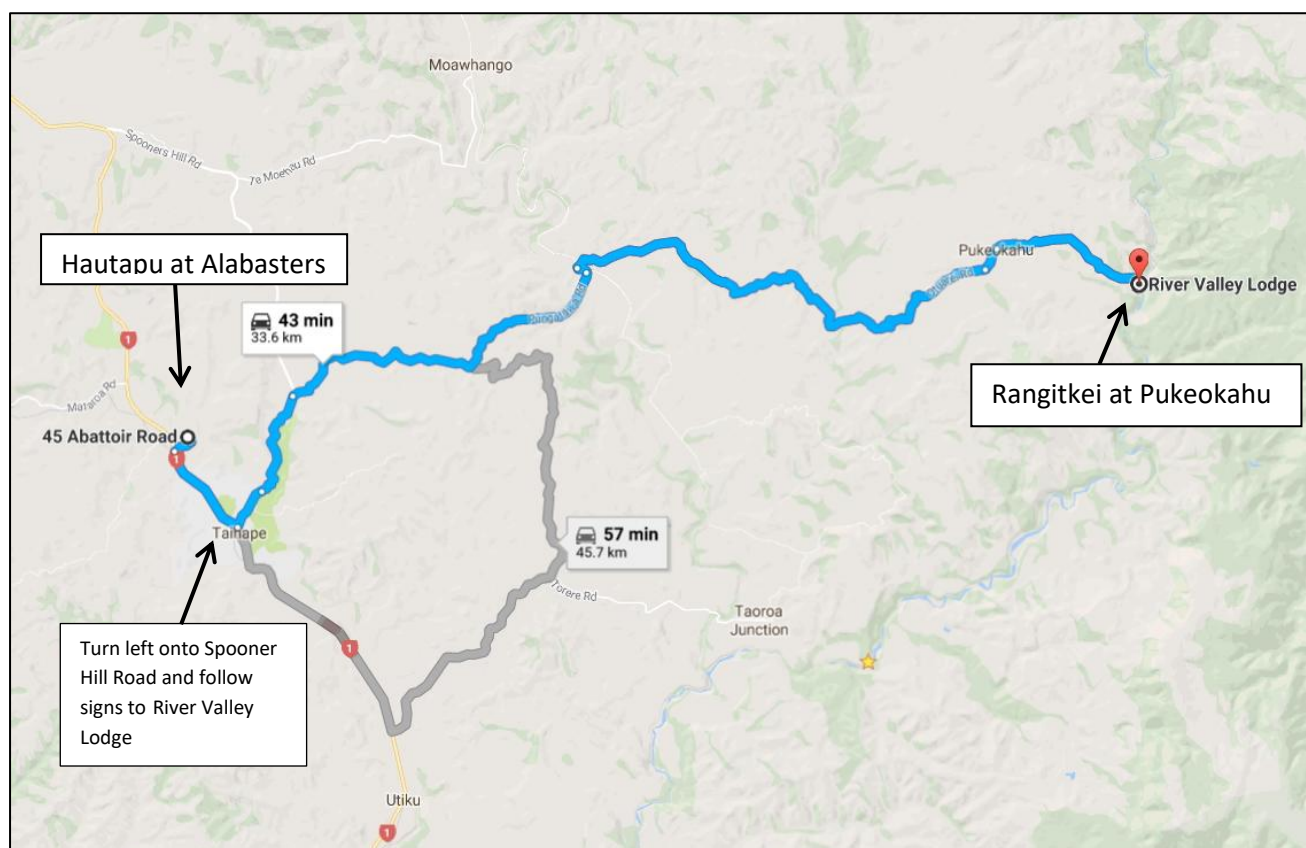 Moawhango
Spooners Hill Rd
Te Moehau Rd
Hautapu at Alabasters
43 min
33.6 km
Pukeokahu
River Valley Lodge
1
Mataroa Rd
45 Abattoir Road
1
Rangitkei at Pukeokahu
Taihape
57 min
45.7 km
Torere Rd
Taoroa
Junction
Turn left onto Spooner
Hill Road and follow
signs to River Valley
Lodge
1
Utiku
1